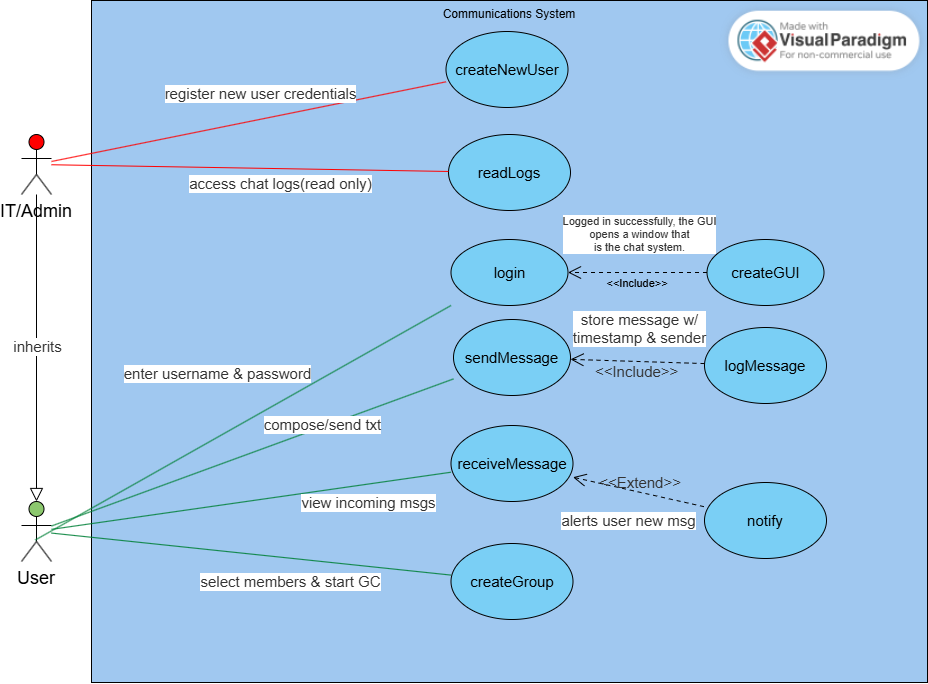 Communications System
Made with
Visual Paradigm
For non-commercial use
createNewUser
register new user credentials
readLogs
access chat logs(read only)
IT/Admin
Logged in successfully, the GUI
opens a window that
is the chat system.
login
createGUI
<<Include>>
store message w/
timestamp & sender
inherits
sendMessage
logMessage
<<Include>>
enter username & password
compose/send txt
receiveMessage
<<Extend>>
view incoming msgs
alerts user new msg
notify
User
select members & start GC
createGroup